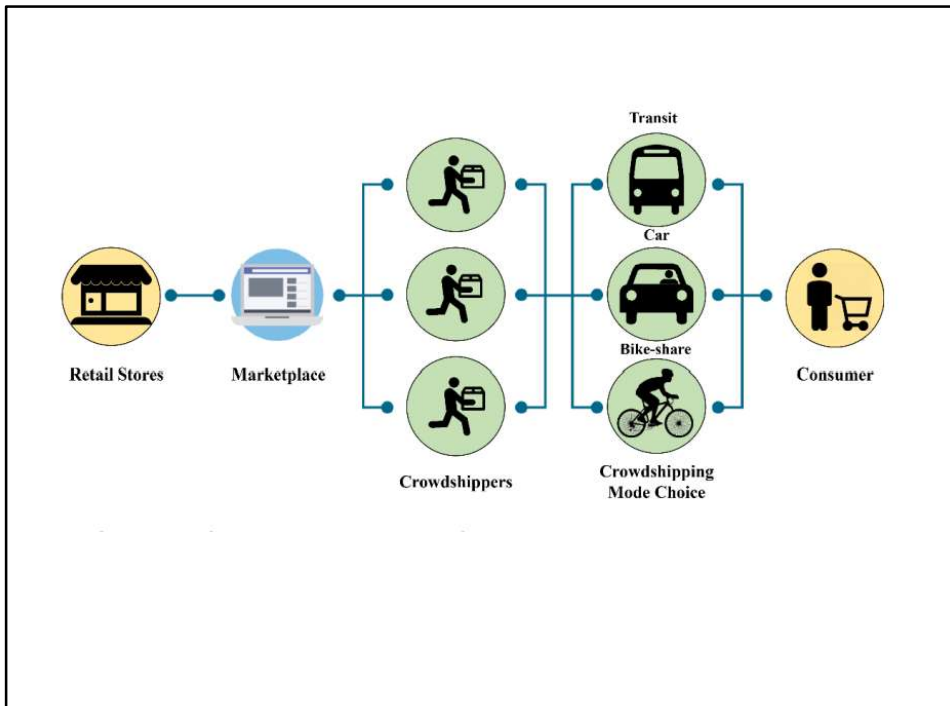 Transit
Car
Bike-share
Retail Stores
Marketplace
Consumer
Crowdshippers
Crowdshipping
Mode Choice